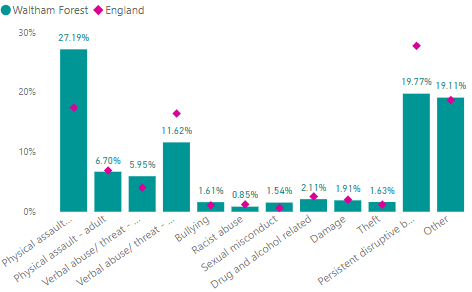 Waltham Forest England
30%
20%
10%
0%
27.19%
6.70%
5.95%
11.62%
1.61%
0.85%
1.54%
2.11%
1.91%
1.63%
19.77%
19.11%
Physical assault...
Physical assault - adult
Verbal abuse/ threat - ...
Verbal abuse/ threat - ...
Bullying
Racist abuse
Sexual misconduct
Drug and alcohol related
Damage
Theft
Persistent disruptive b...
Other